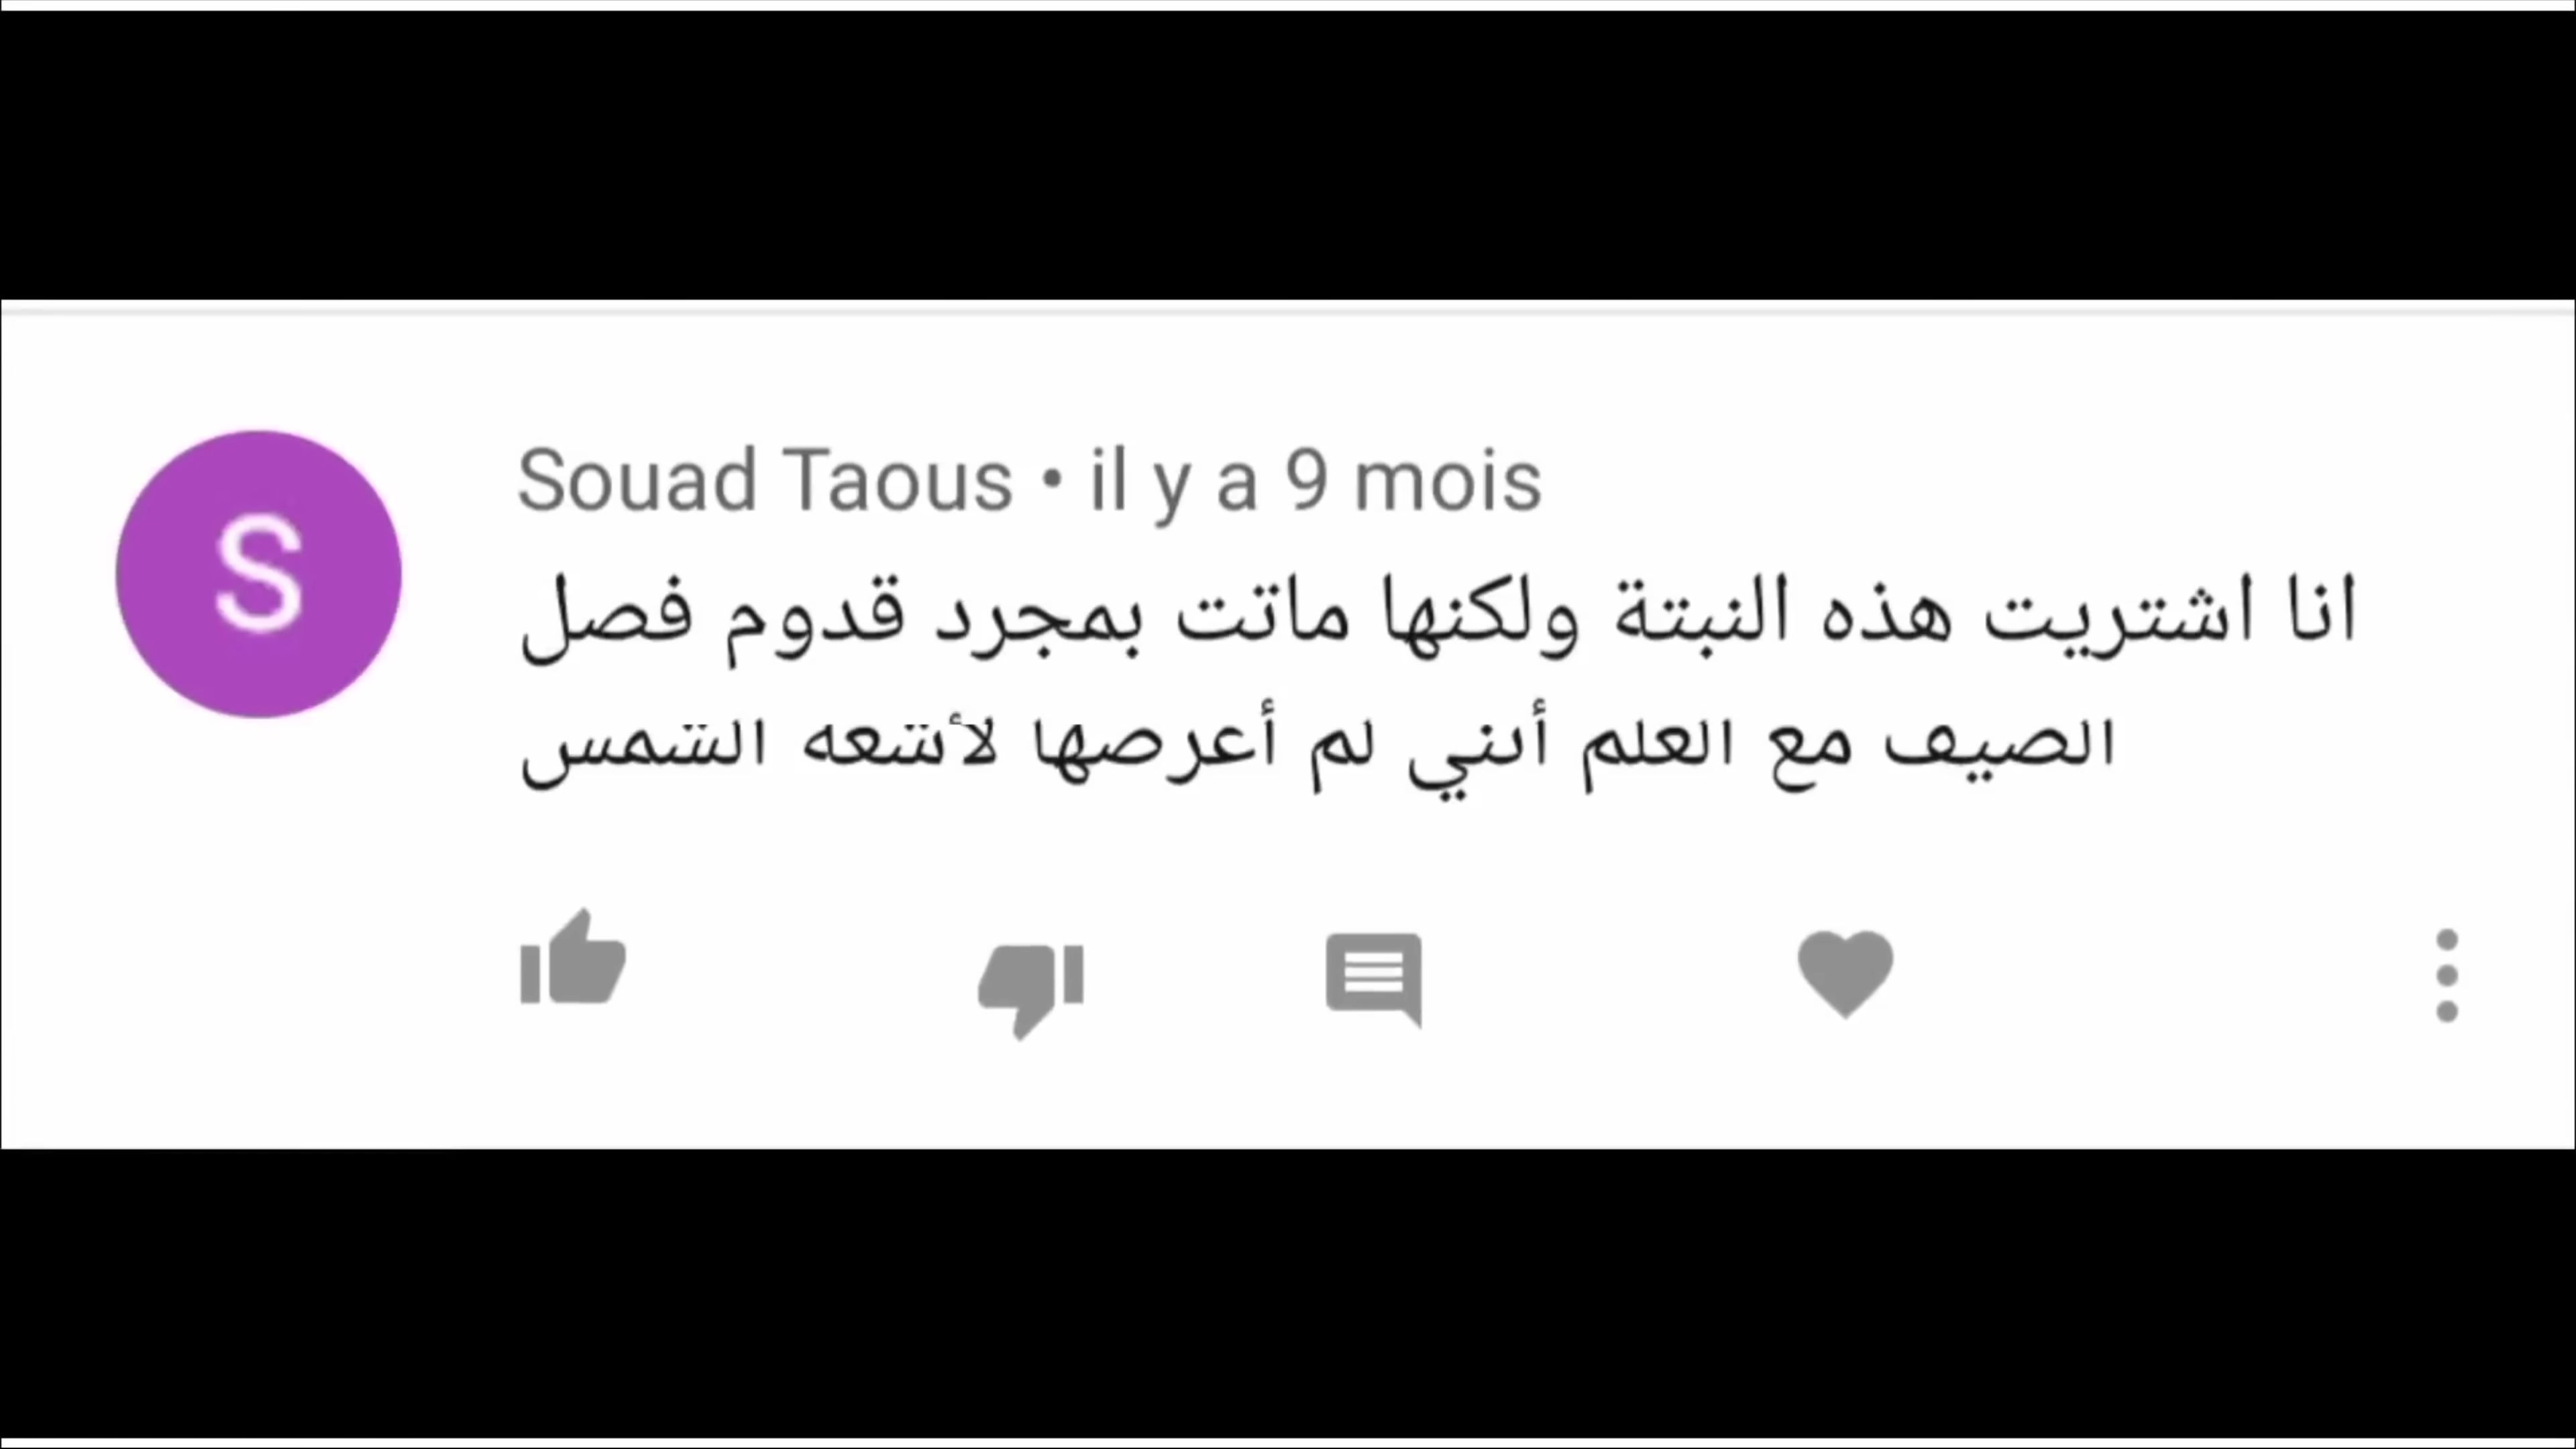 S
Souad Taous • il y a 9 mois
انا اشتريت هذه النبتة ولكنها ماتت بمجرد قدوم فصل
الصيف مع العلم أنني لم أعرضها لأشعه الشمس